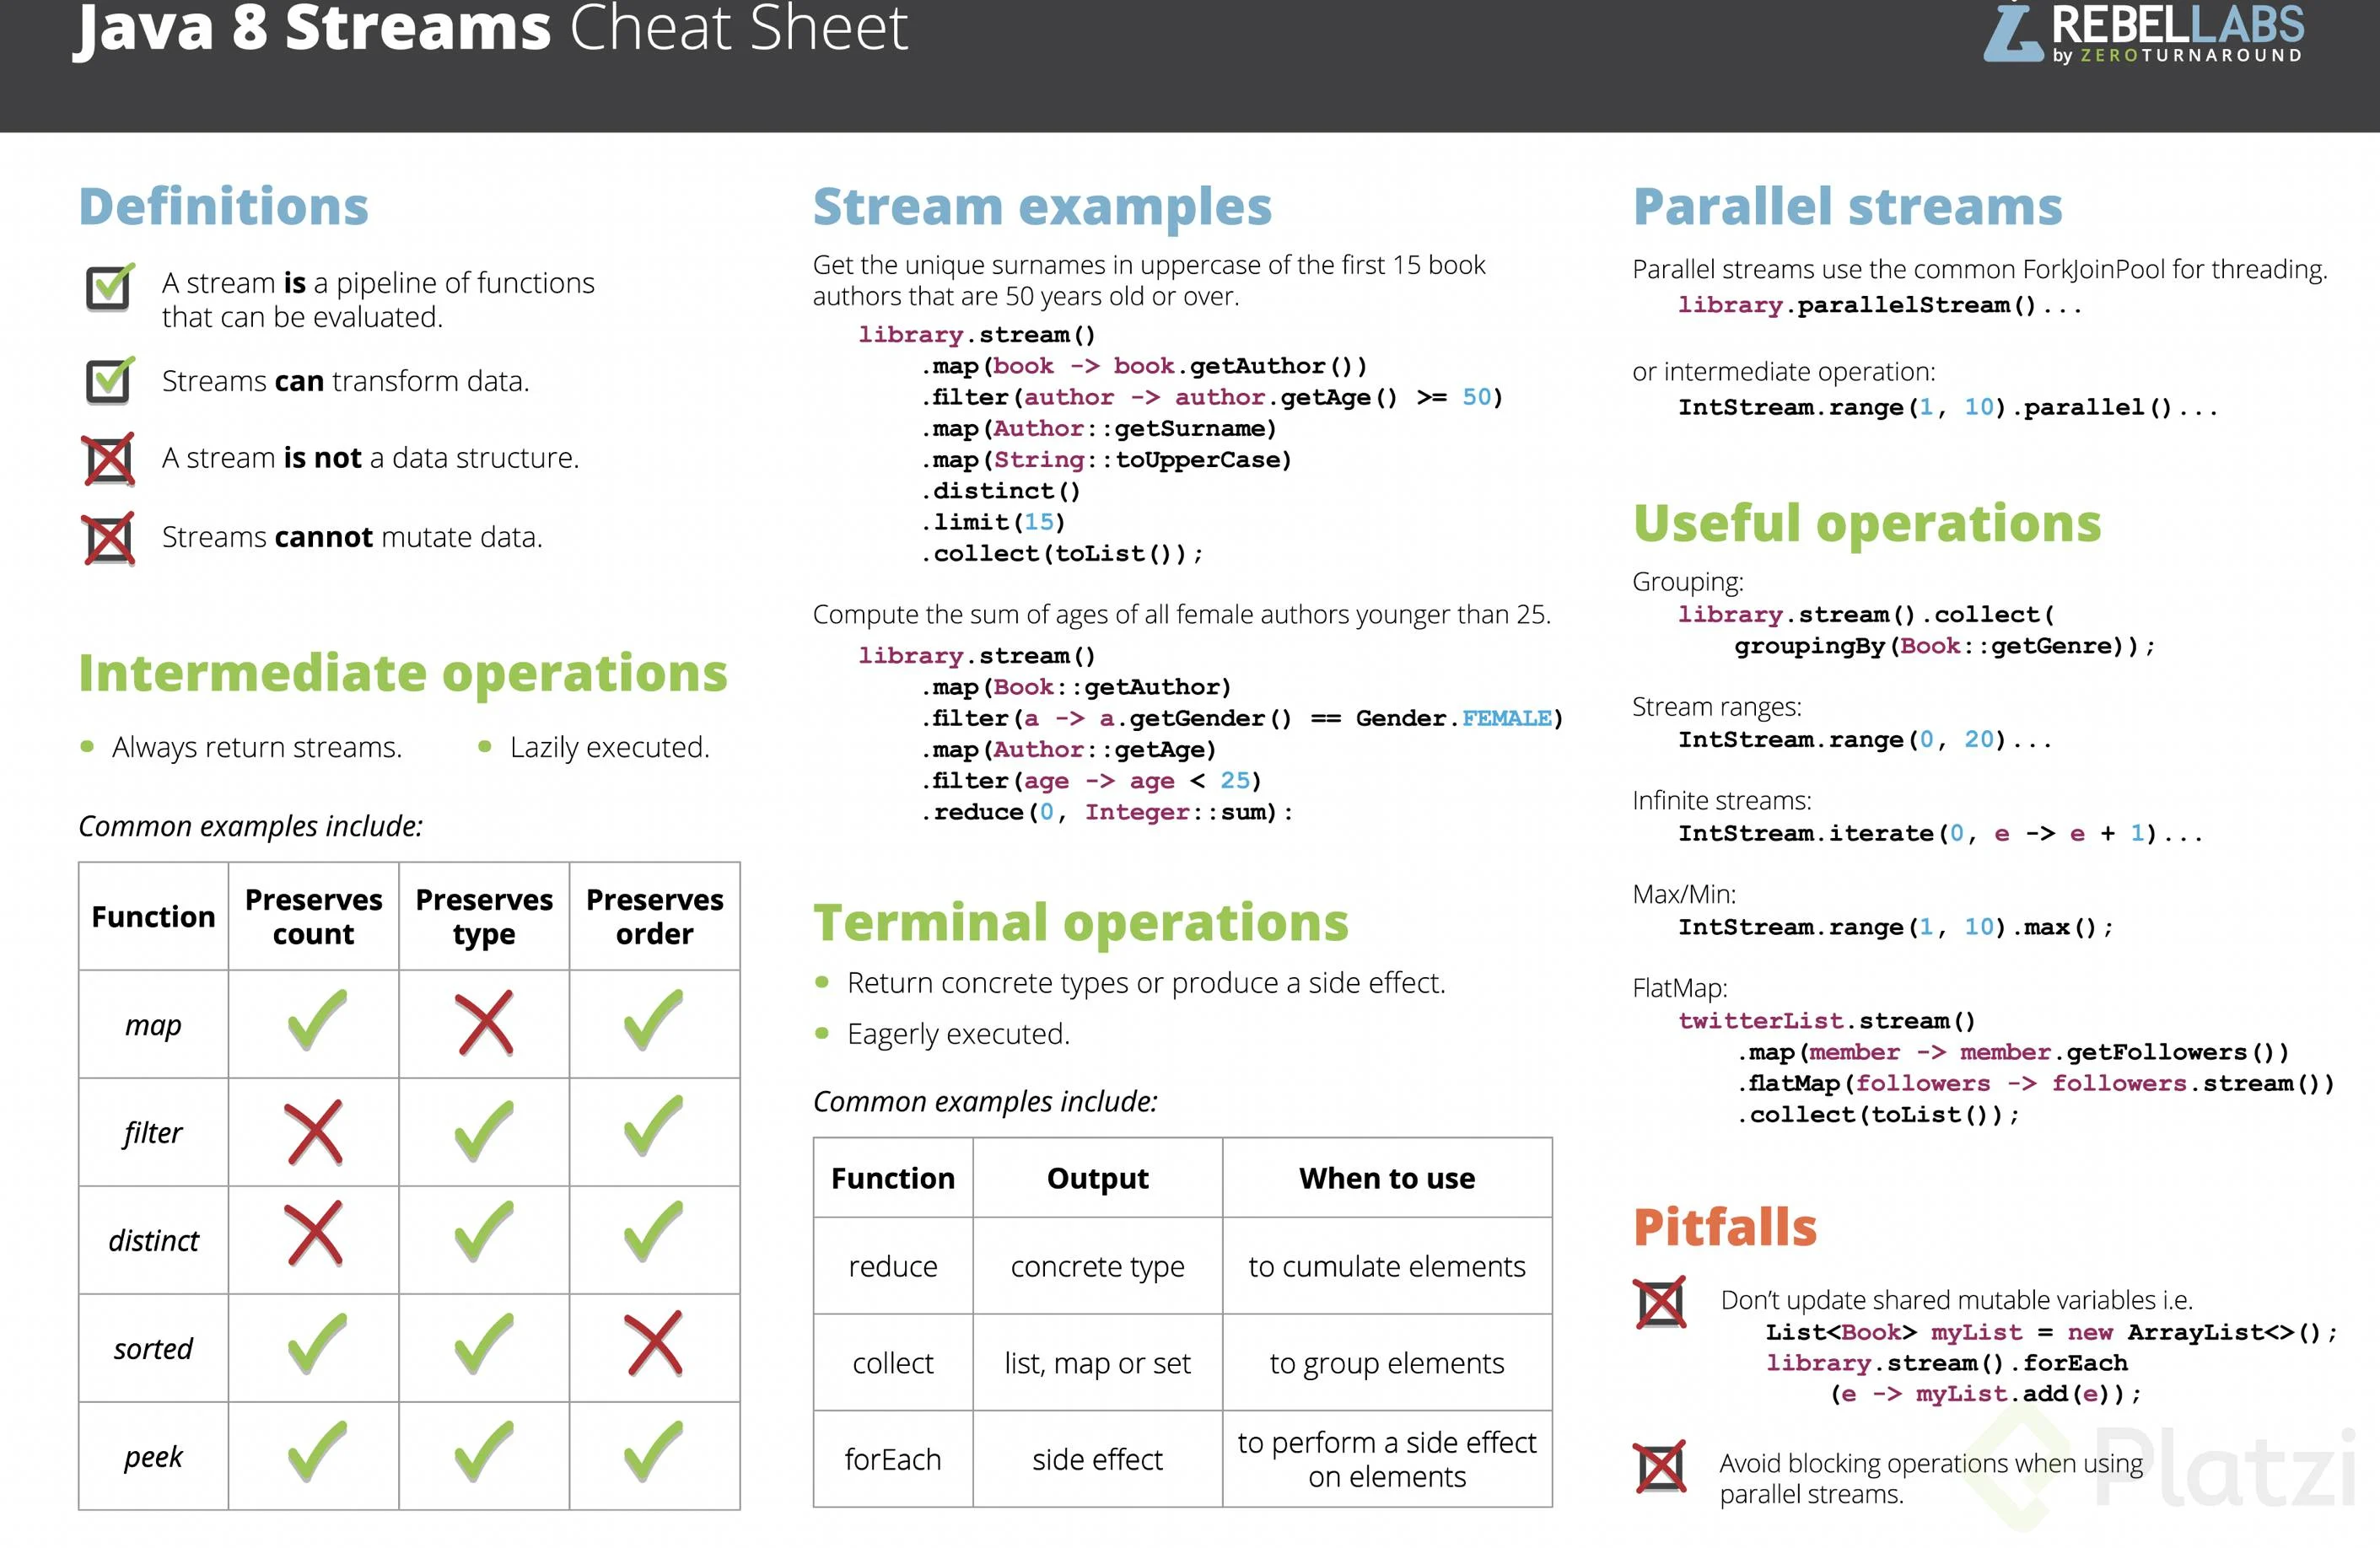 Java 8 Streams Cheat Sheet
REBELLABS
by ZEROTURNAROUND
Definitions
A stream is a pipeline of functions
that can be evaluated.
Streams can transform data.
A stream is not a data structure.
Streams cannot mutate data.
Intermediate operations
• Always return streams.
• Lazily executed.
Common examples include:
Function Preserves count Preserves type Preserves order
map
filter
distinct
sorted
peek
Stream examples
Get the unique surnames in uppercase of the first 15 book
authors that are 50 years old or over.
library.stream()
.map(book -> book.getAuthor())
.filter(author -> author.getAge() >= 50)
.map(Author::getSurname)
.map(String::toUpperCase)
.distinct()
.limit(15)
.collect(toList());
Compute the sum of ages of all female authors younger than 25.
library.stream()
.map(Book::getAuthor)
.filter(a -> a.getGender() == Gender.FEMALE)
.map(Author::getAge)
.filter(age -> age < 25)
.reduce(0, Integer::sum):
Terminal operations
• Return concrete types or produce a side effect.
• Eagerly executed.
Common examples include:
Function Output When to use
reduce concrete type to cumulate elements
collect list, map or set to group elements
forEach side effect to perform a side effect
on elements
Parallel streams
Parallel streams use the common ForkJoinPool for threading.
library.parallelStream()...
or intermediate operation:
IntStream.range(1, 10).parallel()...
Useful operations
Grouping:
library.stream().collect(
groupingBy(Book::getGenre));
Stream ranges:
IntStream.range(0, 20)...
Infinite streams:
IntStream.iterate(0, e -> e + 1)...
Max/Min:
IntStream.range(1, 10).max();
FlatMap:
twitterList.stream()
.map(member -> member.getFollowers())
.flatMap(followers -> followers.stream())
.collect(toList());
Pitfalls
Don't update shared mutable variables i.e.
List<Book> myList = new ArrayList<>();
library.stream().forEach
(e -> myList.add(e));
Avoid blocking operations when using
parallel streams.
Platzi